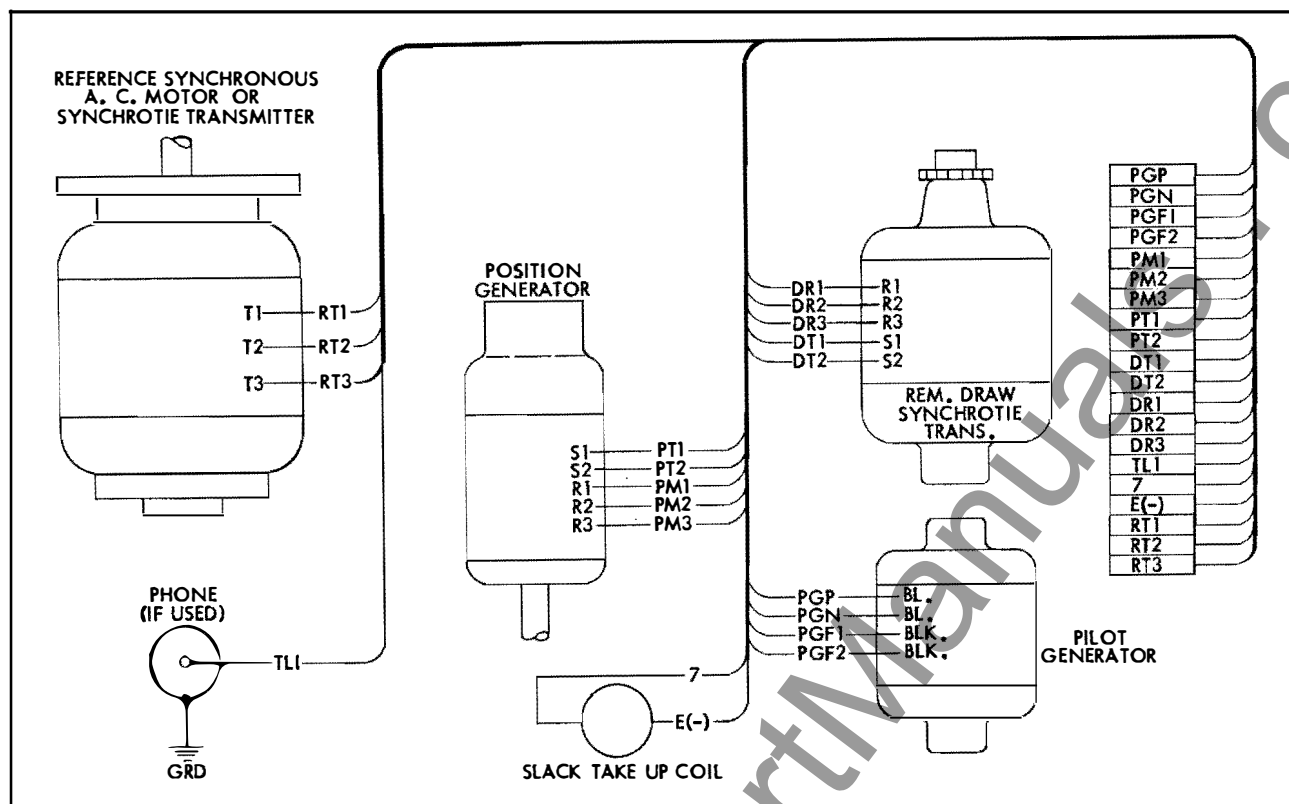 REFERENCE SYNCHRONOUS
A. C. MOTOR OR
SYNCHROTIE TRANSMITTER
T1 RT1
T2 RT2
T3 RT3
PHONE
(IF USED)
TL1
GRD
POSITION
GENERATOR
S1 PT1
S2 PT2
R1 PM1
R2 PM2
R3 PM3
7
E(-)
SLACK TAKE UP COIL
DR1 R1
DR2 R2
DR3 R3
DT1 S1
DT2 S2
REM. DRAW
SYNCHROTIE
TRANS.
PGP BL.
PGN BL.
PGF1 BLK.
PGF2 BLK.
PILOT
GENERATOR
PGP
PGN
PGF1
PGF2
PM1
PM2
PM3
PT1
PT2
DT1
DT2
DR1
DR2
DR3
TL1
7
E(-)
RT1
RT2
RT3
rtManuals.